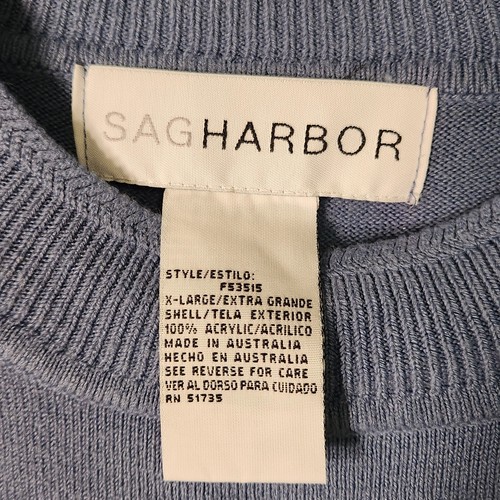 SAGHARBOR
STYLE/ESTILO:
F53515
X-LARGE/EXTRA GRANDE
SHELL/TELA EXTERIOR
100% ACRYLIC/ACRILICO
MADE IN AUSTRALIA
HECHO EN AUSTRALIA
SEE REVERSE FOR CARE
VER AL DORSO PARA CUIDADO
RN 51735